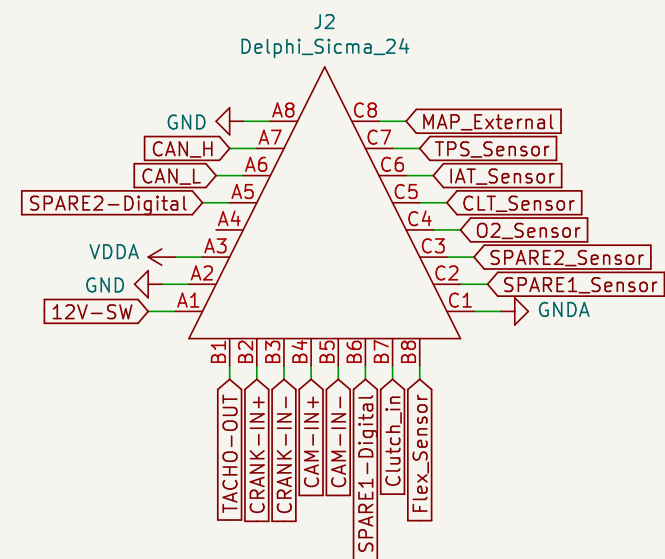 J2
Delphi_Sicma_24
GND A8 C8 MAP_External
CAN_H A7 C7 TPS_Sensor
CAN_L A6 C6 IAT_Sensor
SPARE2-Digital A5 C5 CLT_Sensor
A4 C4 O2_Sensor
VDDA A3 C3 SPARE2_Sensor
GND A2 C2 SPARE1_Sensor
12V-SW A1 C1 GNDA
B1 TACHO-OUT
B2 CRANK-IN+
B3 CRANK-IN-
B4 CAM-IN+
B5 CAM-IN-
B6 SPARE1-Digital
B7 Clutch_in
B8 Flex_Sensor